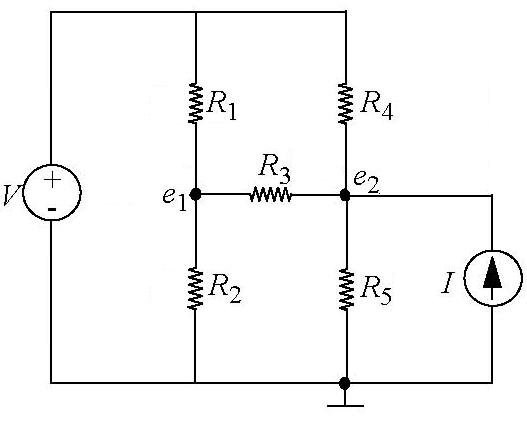 R1 R4
R3
V + - e1 e2
R2 R5 I